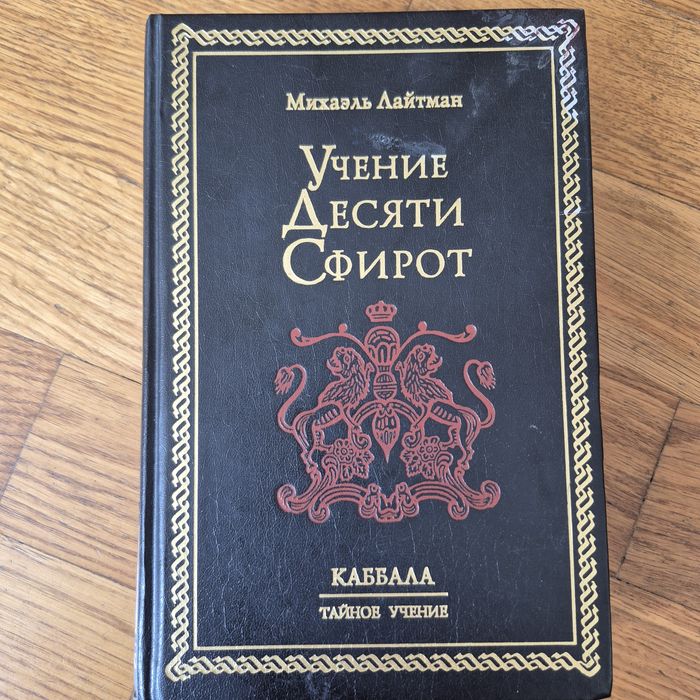 Михаэль Лайтман
Учение
Десяти
Сфирот
КАББАЛА
ТАЙНОЕ УЧЕНИЕ